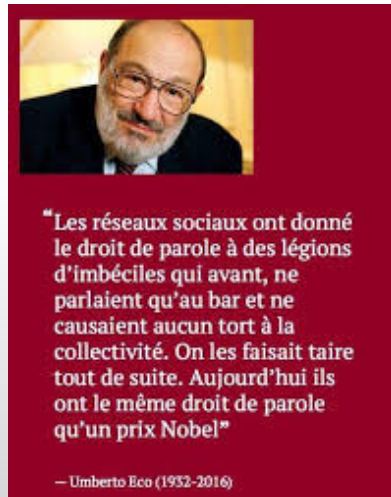 “Les réseaux sociaux ont donné
le droit de parole à des légions
d’imbéciles qui avant, ne
parlaient qu’au bar et ne
causaient aucun tort à la
collectivité. On les faisait taire
tout de suite. Aujourd’hui ils
ont le même droit de parole
qu’un prix Nobel”
— Umberto Eco (1932-2016)